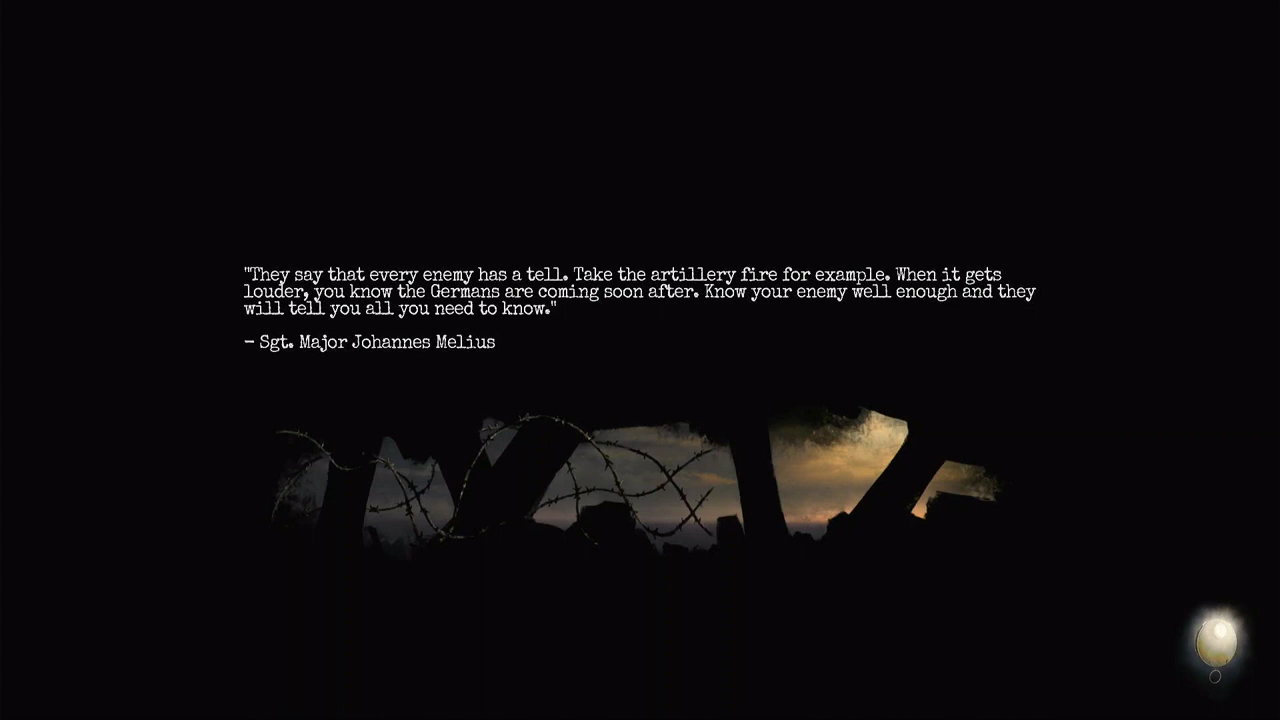 "They say that every enemy has a tell. Take the artillery fire for example. When it gets
louder, you know the Germans are coming soon after. Know your enemy well enough and they
will tell you all you need to know."
- Sgt. Major Johannes Melius